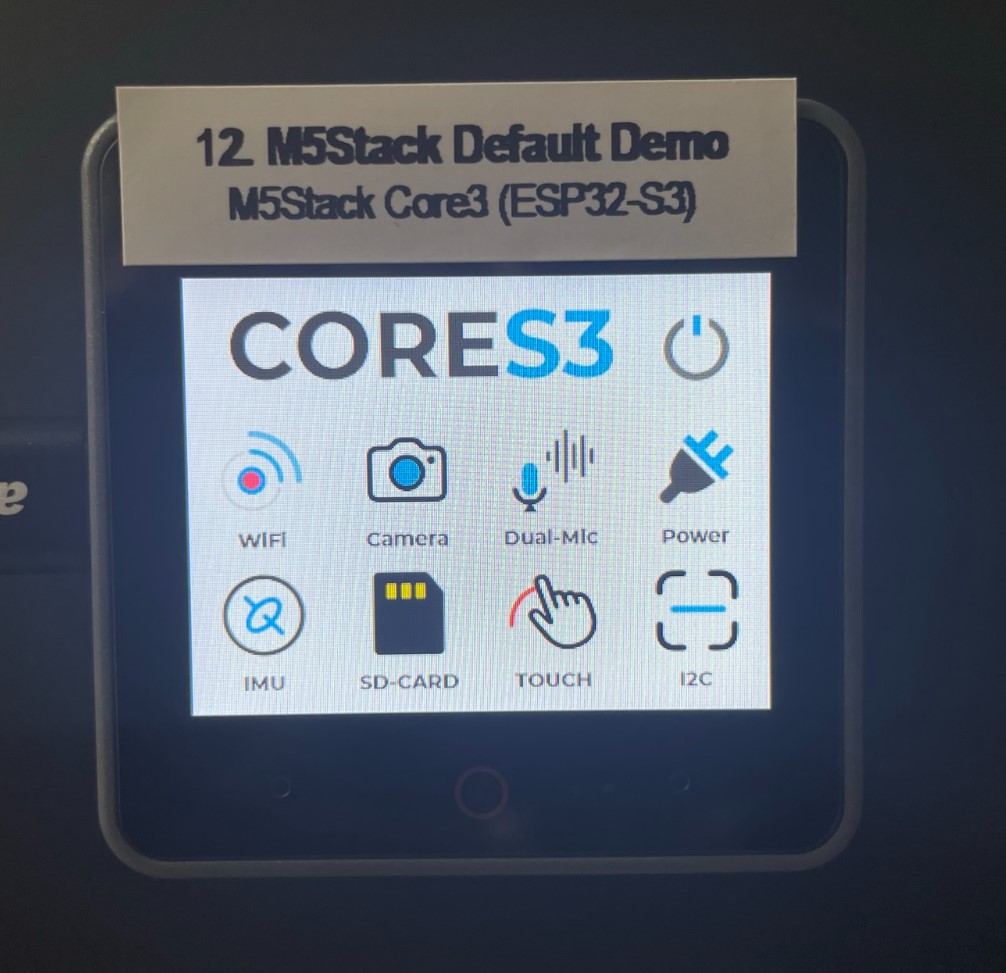 12. M5Stack Default Demo
M5Stack Core3 (ESP32-S3)
CORES3
WiFi Camera Dual-Mic Power
IMU SD-CARD TOUCH I2C